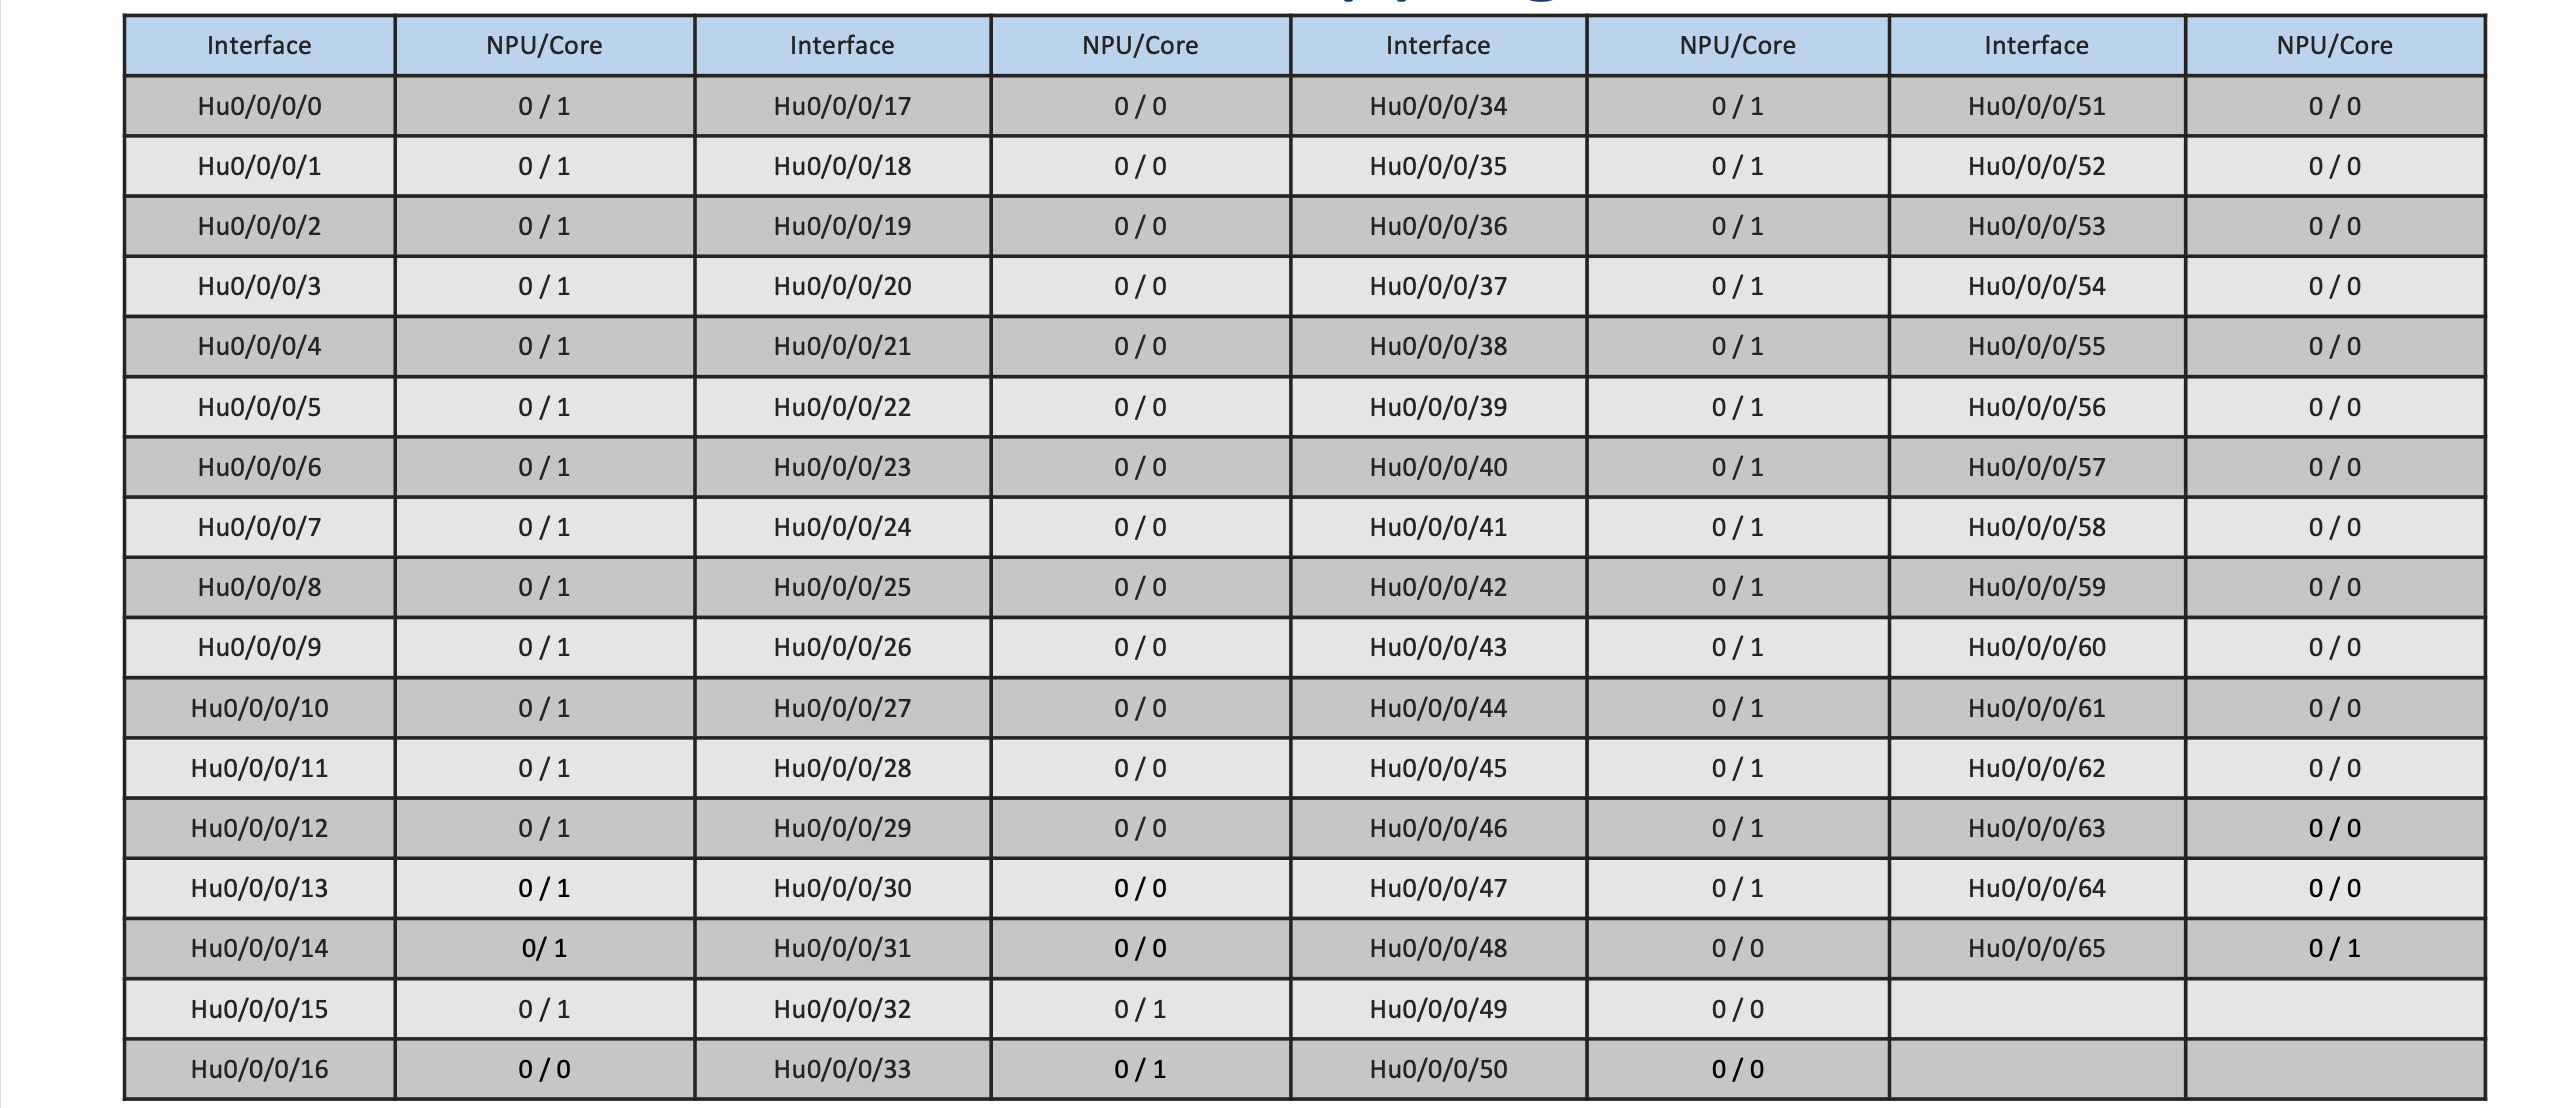 Interface NPU/Core Interface NPU/Core Interface NPU/Core Interface NPU/Core
Hu0/0/0/0 0 / 1 Hu0/0/0/17 0 / 0 Hu0/0/0/34 0 / 1 Hu0/0/0/51 0 / 0
Hu0/0/0/1 0 / 1 Hu0/0/0/18 0 / 0 Hu0/0/0/35 0 / 1 Hu0/0/0/52 0 / 0
Hu0/0/0/2 0 / 1 Hu0/0/0/19 0 / 0 Hu0/0/0/36 0 / 1 Hu0/0/0/53 0 / 0
Hu0/0/0/3 0 / 1 Hu0/0/0/20 0 / 0 Hu0/0/0/37 0 / 1 Hu0/0/0/54 0 / 0
Hu0/0/0/4 0 / 1 Hu0/0/0/21 0 / 0 Hu0/0/0/38 0 / 1 Hu0/0/0/55 0 / 0
Hu0/0/0/5 0 / 1 Hu0/0/0/22 0 / 0 Hu0/0/0/39 0 / 1 Hu0/0/0/56 0 / 0
Hu0/0/0/6 0 / 1 Hu0/0/0/23 0 / 0 Hu0/0/0/40 0 / 1 Hu0/0/0/57 0 / 0
Hu0/0/0/7 0 / 1 Hu0/0/0/24 0 / 0 Hu0/0/0/41 0 / 1 Hu0/0/0/58 0 / 0
Hu0/0/0/8 0 / 1 Hu0/0/0/25 0 / 0 Hu0/0/0/42 0 / 1 Hu0/0/0/59 0 / 0
Hu0/0/0/9 0 / 1 Hu0/0/0/26 0 / 0 Hu0/0/0/43 0 / 1 Hu0/0/0/60 0 / 0
Hu0/0/0/10 0 / 1 Hu0/0/0/27 0 / 0 Hu0/0/0/44 0 / 1 Hu0/0/0/61 0 / 0
Hu0/0/0/11 0 / 1 Hu0/0/0/28 0 / 0 Hu0/0/0/45 0 / 1 Hu0/0/0/62 0 / 0
Hu0/0/0/12 0 / 1 Hu0/0/0/29 0 / 0 Hu0/0/0/46 0 / 1 Hu0/0/0/63 0 / 0
Hu0/0/0/13 0 / 1 Hu0/0/0/30 0 / 0 Hu0/0/0/47 0 / 1 Hu0/0/0/64 0 / 0
Hu0/0/0/14 0/ 1 Hu0/0/0/31 0 / 0 Hu0/0/0/48 0 / 0 Hu0/0/0/65 0 / 1
Hu0/0/0/15 0 / 1 Hu0/0/0/32 0 / 1 Hu0/0/0/49 0 / 0
Hu0/0/0/16 0 / 0 Hu0/0/0/33 0 / 1 Hu0/0/0/50 0 / 0